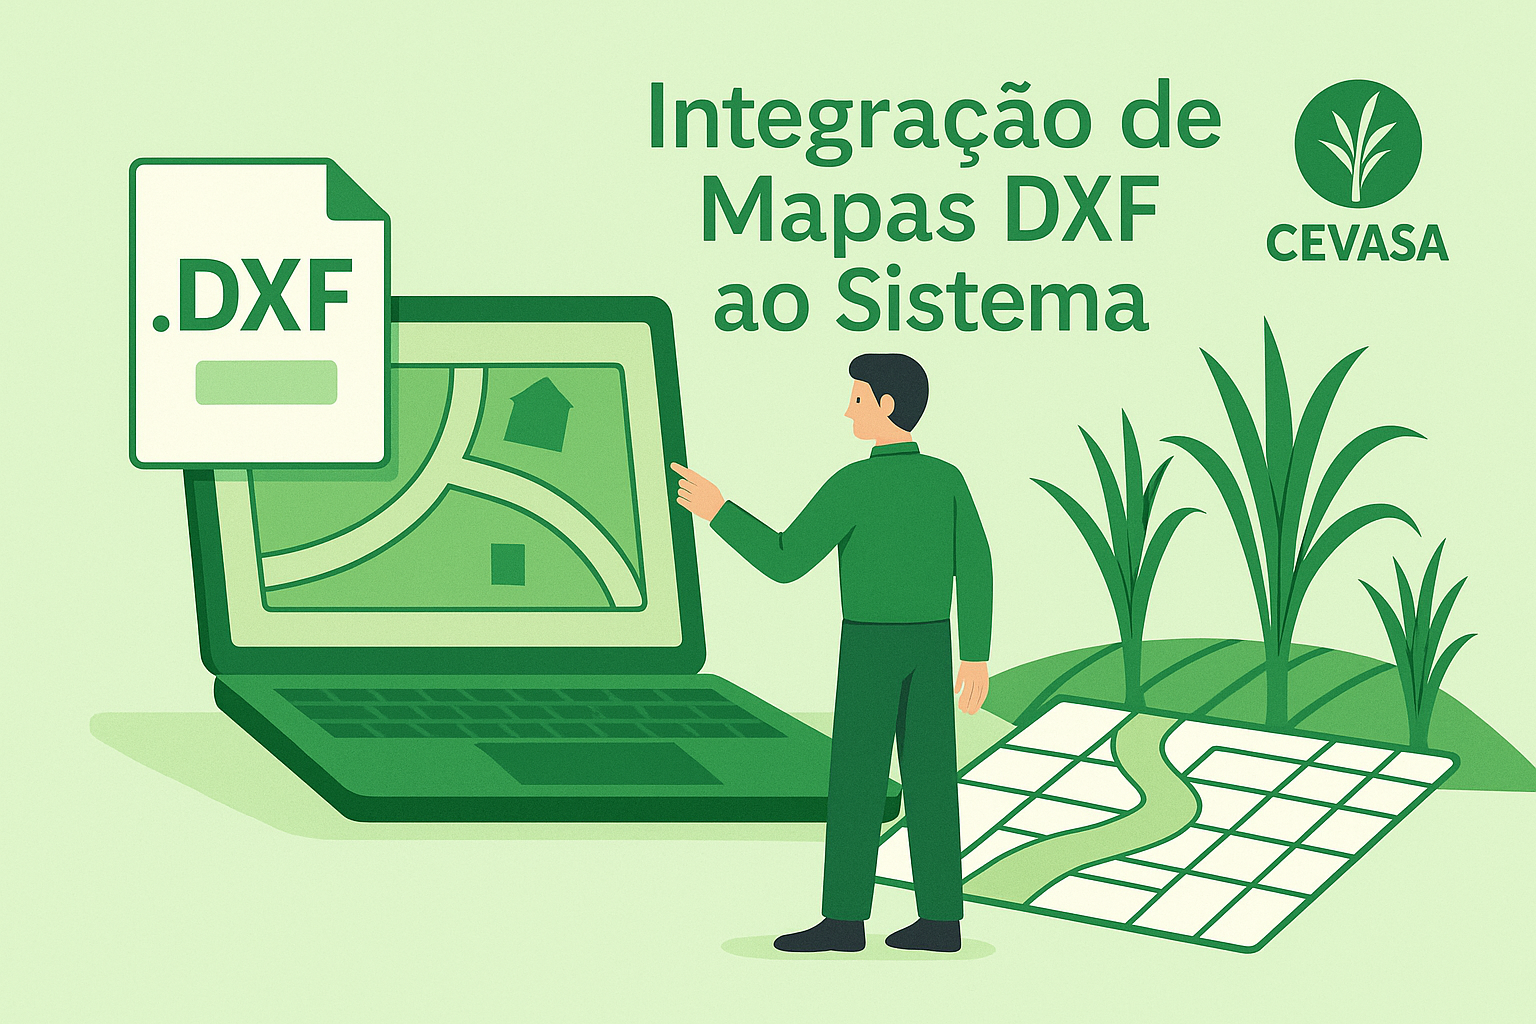 Integração de
Mapas DXF
ao Sistema
CEVASA
.DXF